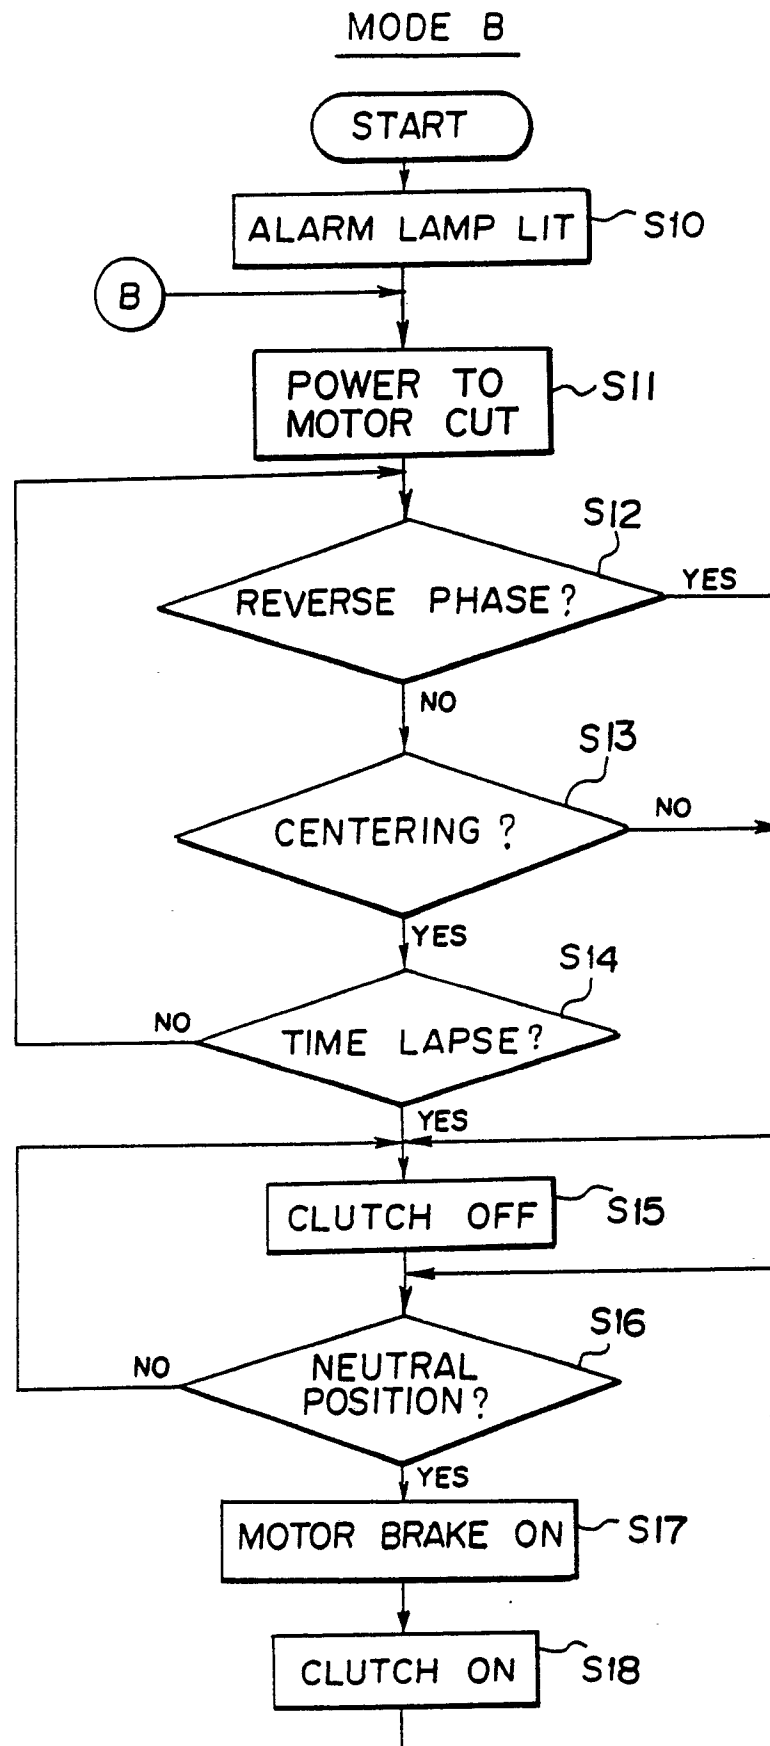 MODE B
START
ALARM LAMP LIT
S10
B
POWER TO
MOTOR CUT
S11
S12
REVERSE PHASE?
YES
NO
S13
CENTERING?
NO
YES
S14
TIME LAPSE?
NO
YES
CLUTCH OFF
S15
S16
NEUTRAL
POSITION?
NO
YES
MOTOR BRAKE ON
S17
CLUTCH ON
S18